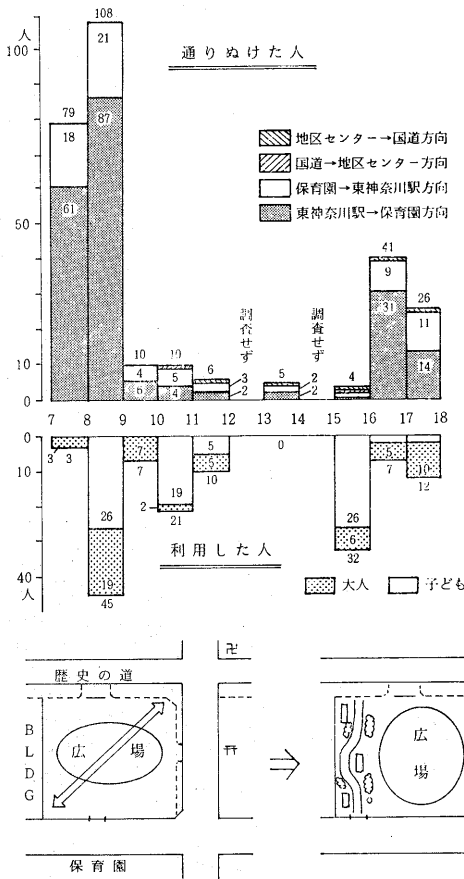 人
通りぬけた人
100
50
10
0
79
18
61
108
21
87
地区センター→国道方向
国道→地区センター方向
保育園→東神奈川駅方向
東神奈川駅→保育園方向
10
4
6
10
5
4
6
3
2
調査せず
5
2
2
調査せず
4
41
9
31
26
11
14
7 8 9 10 11 12 13 14 15 16 17 18
0
10
40
人
3 3
26
19
45
7
7
2
19
21
5
5
10
0
26
6
32
5
7
10
12
利用した人
大人
子ども
卍
歴史の道
BLDG
広場
保育園
広場